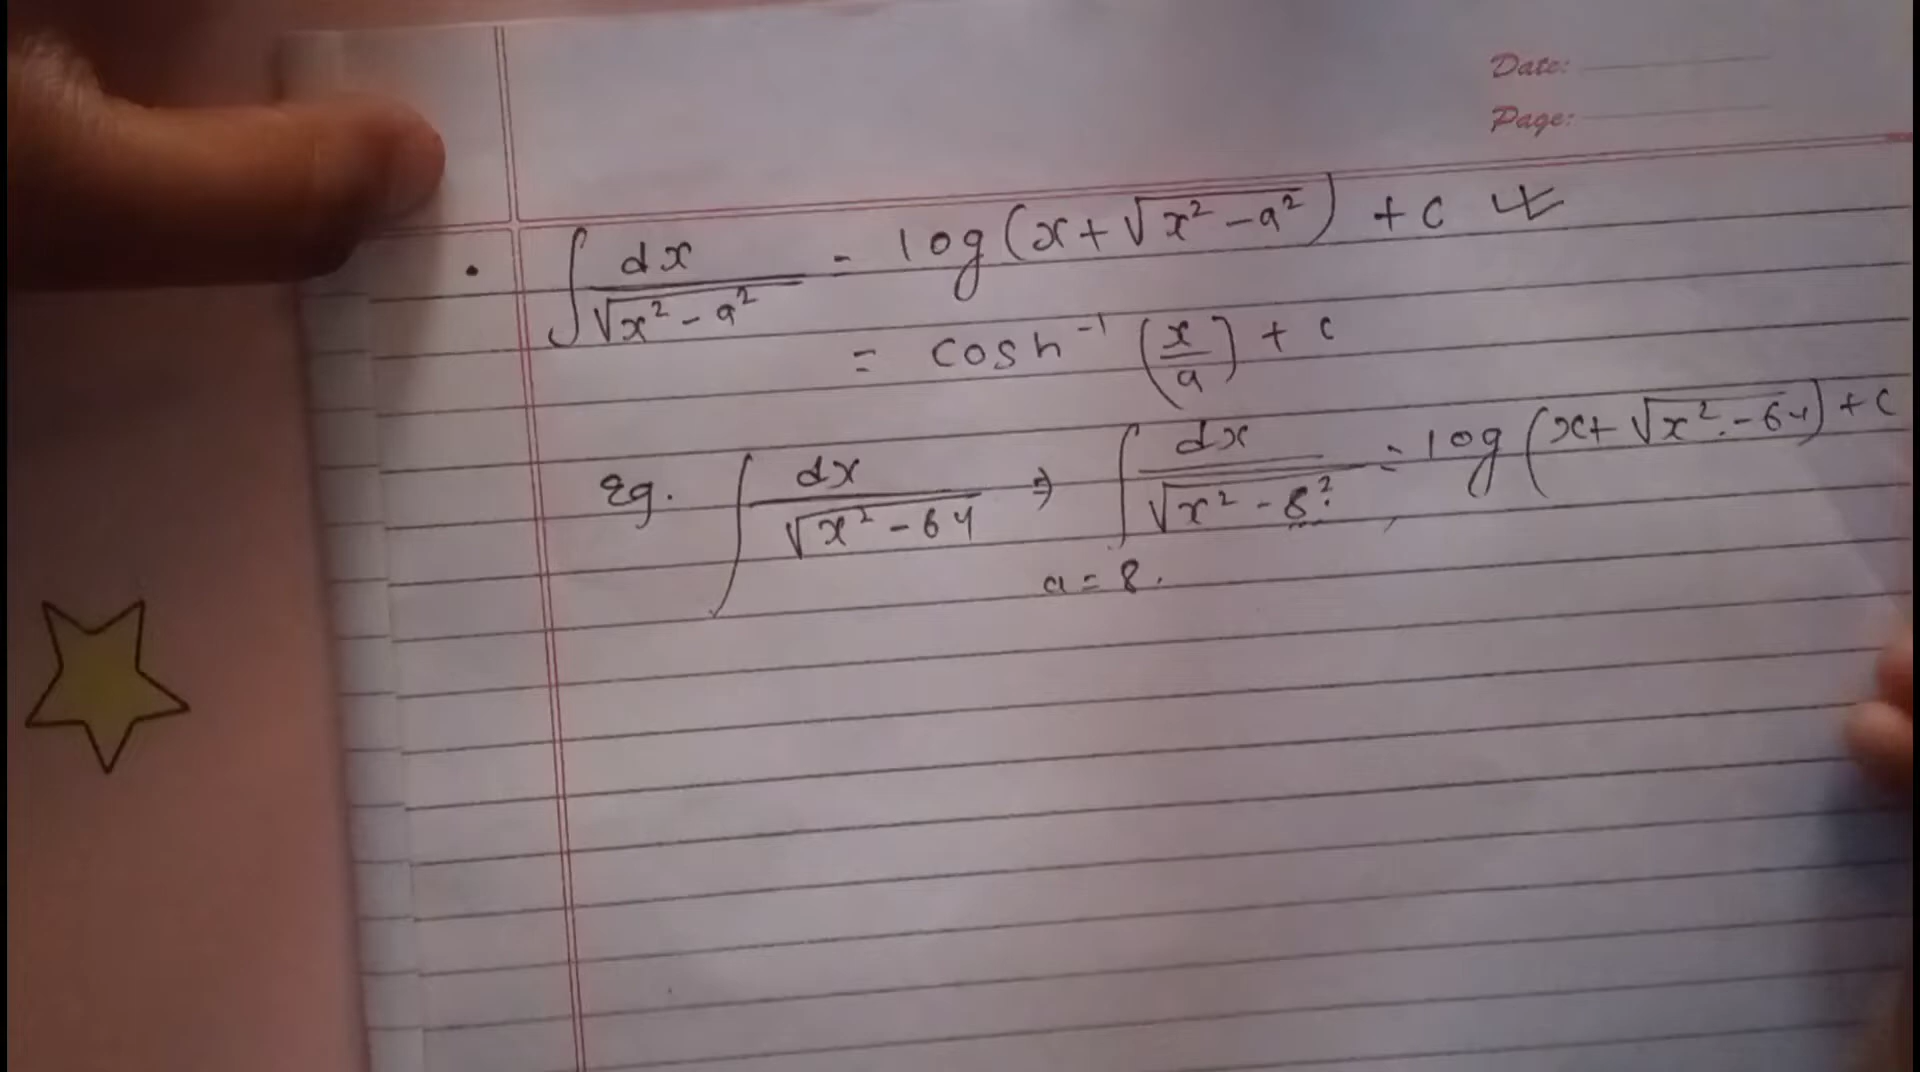 Date:
Page:
• ∫ dx/√(x² - a²) = log(x + √(x² - a²)) + c
= cosh⁻¹ (x/a) + c
Eg. ∫ dx/√(x² - 64) ⇒ ∫ dx/√(x² - 8²) = log(x + √(x² - 64)) + c
a = 8.